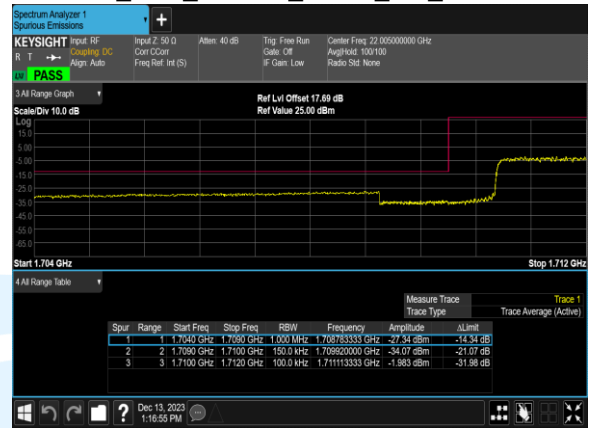 Spectrum Analyzer 1
Spurious Emissions
+
KEYSIGHT Input: RF Input Z: 50 Ω Atten: 40 dB Trig: Free Run Center Freq: 22.005000000 GHz
R T Coupling: DC Corr CCorr Gate: Off Avg|Hold: 100/100
Align: Auto Freq Ref: Int (S) IF Gain: Low Radio Std: None
PASS
3 All Range Graph
Ref Lvl Offset 17.69 dB
Scale/Div 10.0 dB Ref Value 25.00 dBm
Log
15.0
5.00
-5.00
-15.0
-25.0
-35.0
-45.0
-55.0
-65.0
Start 1.704 GHz Stop 1.712 GHz
4 All Range Table
Measure Trace Trace 1
Trace Type Trace Average (Active)
Spur Range Start Freq Stop Freq RBW Frequency Amplitude ΔLimit
1 1 1.7040 GHz 1.7090 GHz 1.000 MHz 1.708783333 GHz -27.34 dBm -14.34 dB
2 2 1.7090 GHz 1.7100 GHz 150.0 kHz 1.709920000 GHz -34.07 dBm -21.07 dB
3 3 1.7100 GHz 1.7120 GHz 100.0 kHz 1.711113333 GHz -1.983 dBm -31.98 dB
? Dec 13, 2023
1:16:55 PM